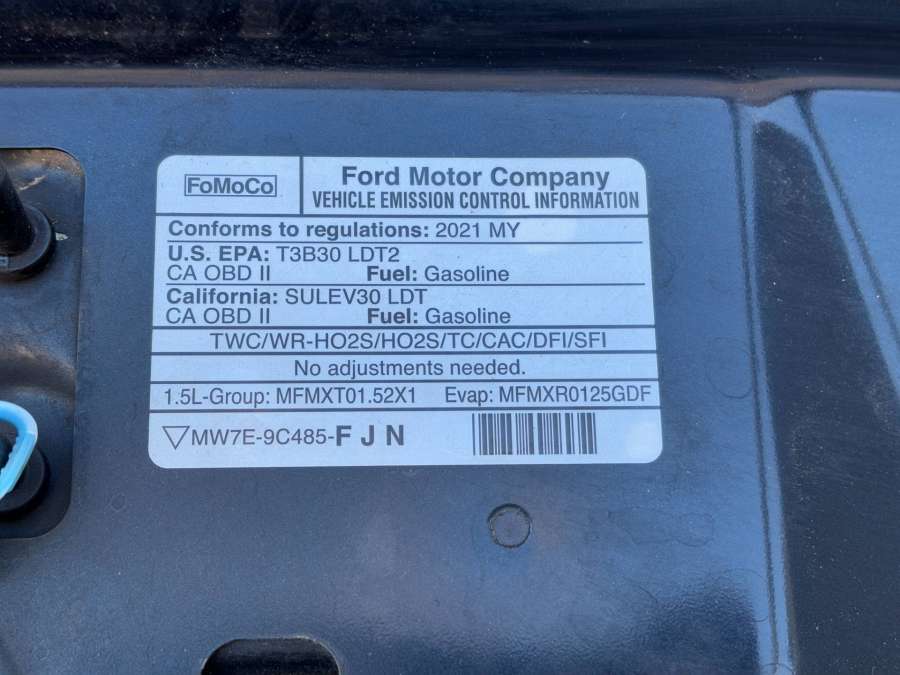 FoMoCo
Ford Motor Company
VEHICLE EMISSION CONTROL INFORMATION
Conforms to regulations: 2021 MY
U.S. EPA: T3B30 LDT2
CA OBD II Fuel: Gasoline
California: SULEV30 LDT
CA OBD II Fuel: Gasoline
TWC/WR-HO2S/HO2S/TC/CAC/DFI/SFI
No adjustments needed.
1.5L-Group: MFMXT01.52X1 Evap: MFMXR0125GDF
▽MW7E-9C485-F J N